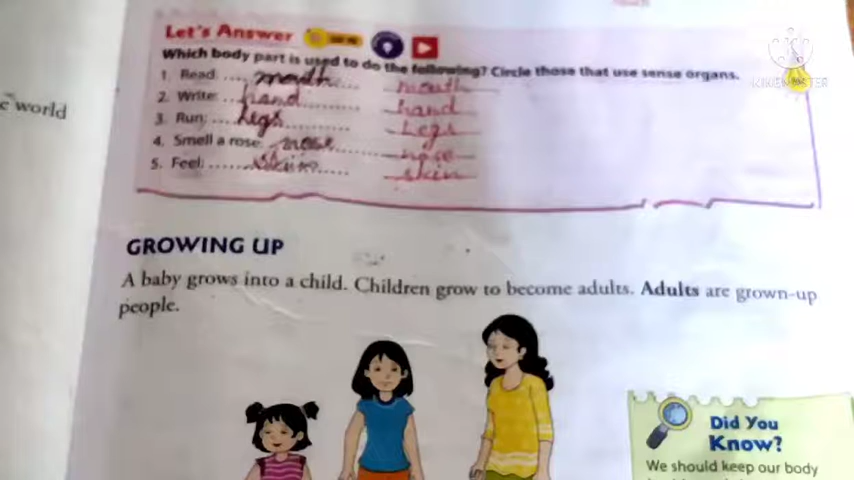 c world
Let's Answer
Which body part is used to do the following? Circle those that use sense organs.
1. Read .... mouth ... mouth
2. Write: ... hand ......... hand
3. Run: .... Legs ............ Legs
4. Smell a rose: nose ......... nose
5. Feel: ....... Skin ...... skin
GROWING UP
A baby grows into a child. Children grow to become adults. Adults are grown-up
people.
Did You
Know?
We should keep our body
KINEMASTER